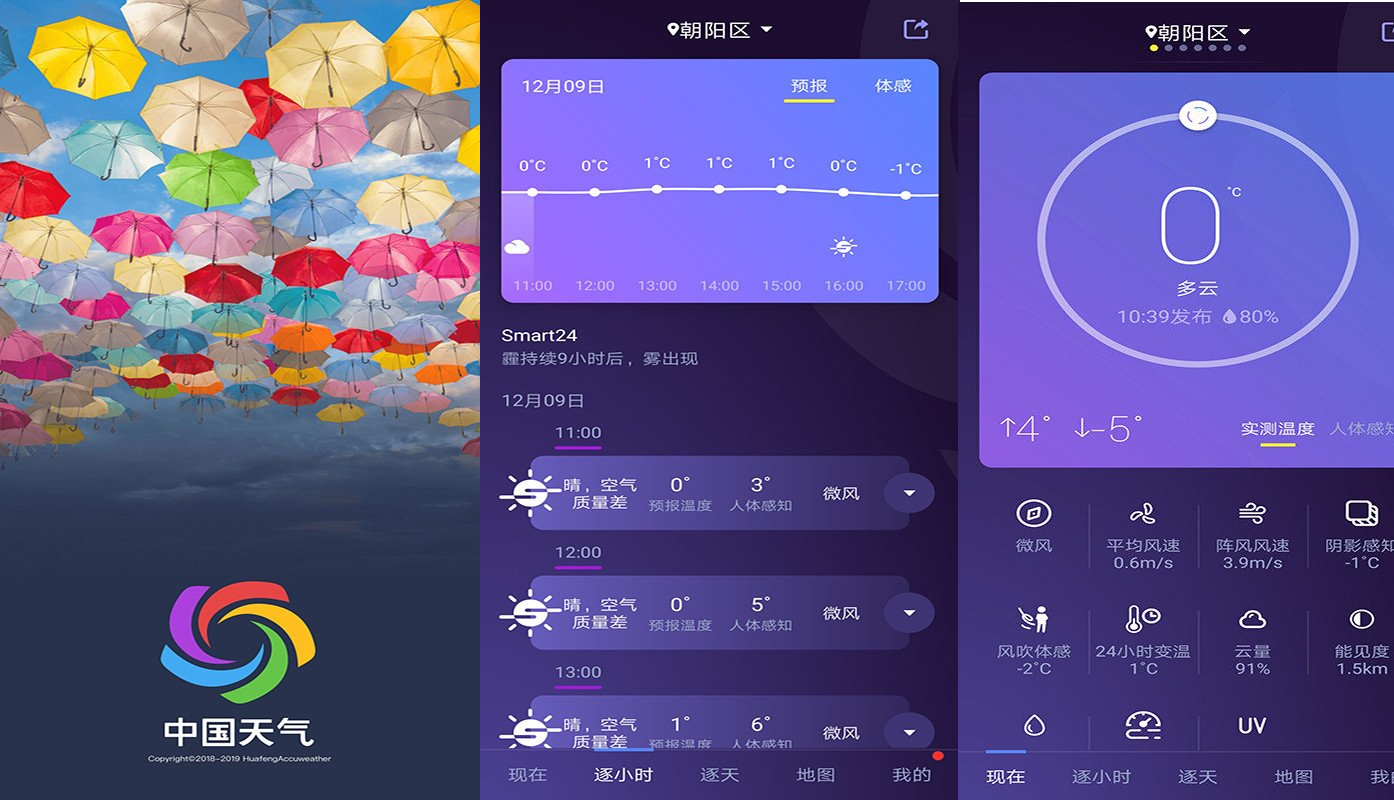 中国天气
Copyright©2018-2019 HuafengAccuweather
朝阳区
12月09日 预报 体感
0°C 0°C 1°C 1°C 1°C 0°C -1°C
11:00 12:00 13:00 14:00 15:00 16:00 17:00
Smart24
霾持续9小时后，雾出现
12月09日
11:00
晴，空气 0° 3° 微风
质量差 预报温度 人体感知
12:00
晴，空气 0° 5° 微风
质量差 预报温度 人体感知
13:00
晴，空气 1° 6° 微风
质量差 预报温度 人体感知
现在 逐小时 逐天 地图 我的
朝阳区
0°C
多云
10:39发布 80%
↑4° ↓-5° 实测温度 人体感知
微风 平均风速 阵风风速 阴影感知
0.6m/s 3.9m/s -1°C
风吹体感 24小时变温 云量 能见度
-2°C 1°C 91% 1.5km
UV
现在 逐小时 逐天 地图 我